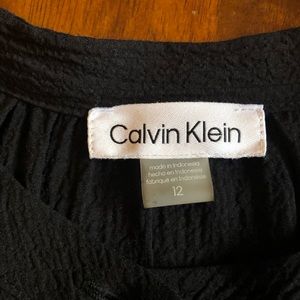 Calvin Klein
made in Indonesia
hecho en Indonesia
fabriqué en Indonésie
12